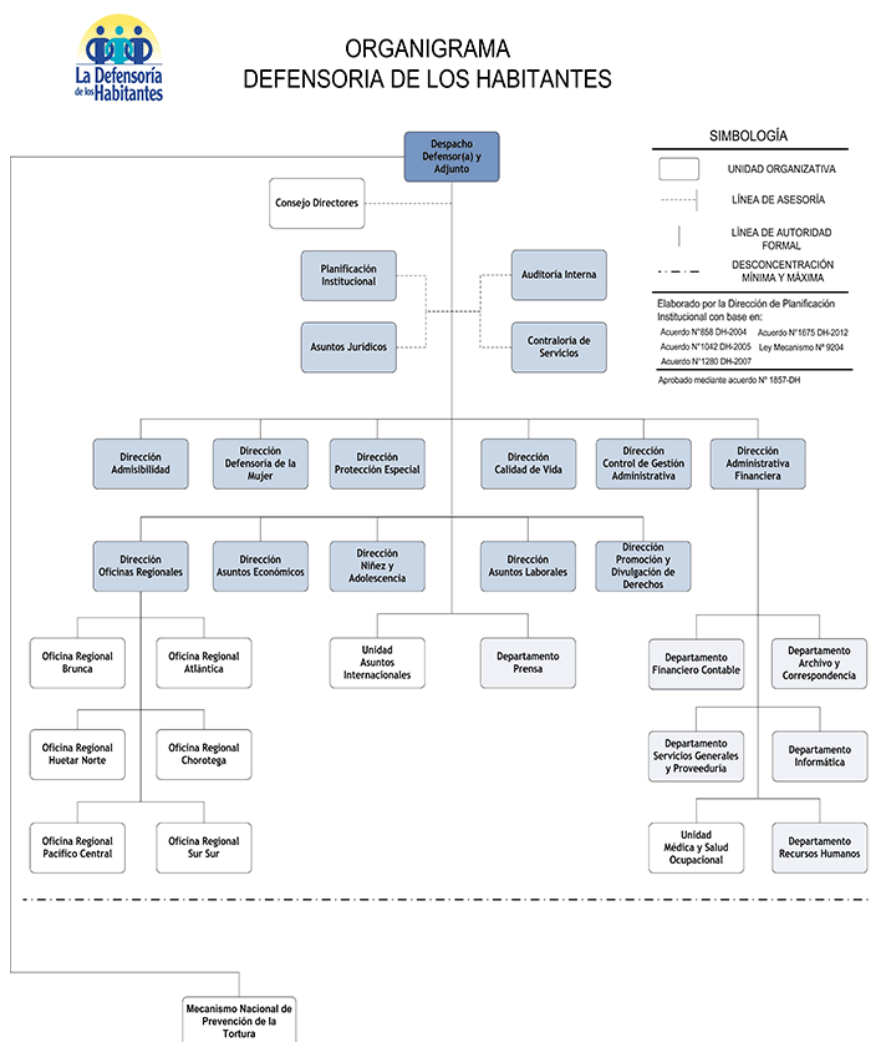 La Defensoría
de los Habitantes
ORGANIGRAMA
DEFENSORIA DE LOS HABITANTES
SIMBOLOGÍA
UNIDAD ORGANIZATIVA
LÍNEA DE ASESORÍA
LÍNEA DE AUTORIDAD
FORMAL
DESCONCENTRACIÓN
MÍNIMA Y MÁXIMA
Elaborado por la Dirección de Planificación
Institucional con base en:
Acuerdo N°858 DH-2004 Acuerdo N°1675 DH-2012
Acuerdo N°1042 DH-2005 Ley Mecanismo Nº 9204
Acuerdo N°1280 DH-2007
Aprobado mediante acuerdo N° 1857-DH
Despacho
Defensor(a) y
Adjunto
Consejo Directores
Planificación
Institucional
Auditoría Interna
Asuntos Jurídicos
Contraloría de
Servicios
Dirección
Admisibilidad
Dirección
Defensoría de la
Mujer
Dirección
Protección Especial
Dirección
Calidad de Vida
Dirección
Control de Gestión
Administrativa
Dirección
Administrativa
Financiera
Dirección
Oficinas Regionales
Dirección
Asuntos Económicos
Dirección
Niñez y
Adolescencia
Dirección
Asuntos Laborales
Dirección
Promoción y
Divulgación de
Derechos
Oficina Regional
Brunca
Oficina Regional
Atlántica
Unidad
Asuntos
Internacionales
Departamento
Prensa
Departamento
Financiero Contable
Departamento
Archivo y
Correspondencia
Oficina Regional
Huetar Norte
Oficina Regional
Chorotega
Departamento
Servicios Generales
y Proveeduría
Departamento
Informática
Oficina Regional
Pacífico Central
Oficina Regional
Sur Sur
Unidad
Médica y Salud
Ocupacional
Departamento
Recursos Humanos
Mecanismo Nacional de
Prevención de la
Tortura